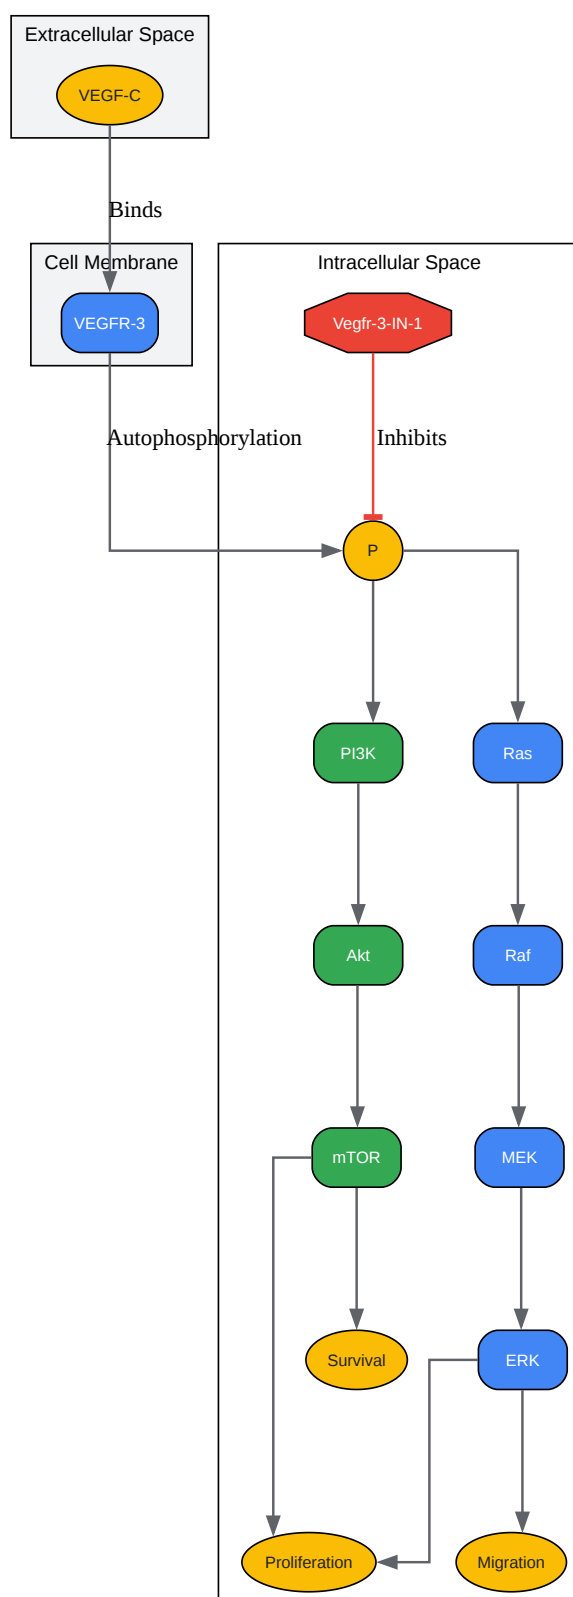 Extracellular Space
VEGF-C
Binds
Cell Membrane
Intracellular Space
VEGFR-3
Vegfr-3-IN-1
Autophosphorylation
Inhibits
P
PI3K
Ras
Akt
Raf
mTOR
MEK
Survival
ERK
Proliferation
Migration